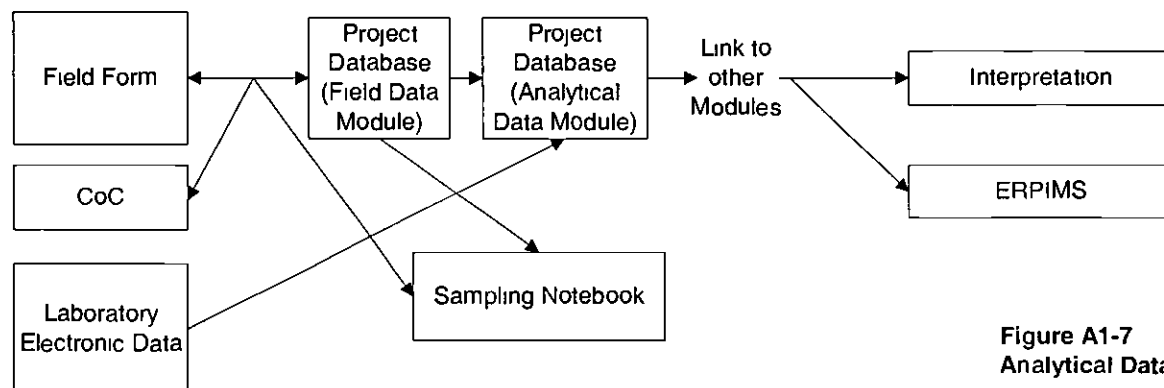 Field Form
CoC
Laboratory
Electronic Data
Project
Database
(Field Data
Module)
Project
Database
(Analytical
Data Module)
Sampling Notebook
Link to
other
Modules
Interpretation
ERPIMS
Figure A1-7
Analytical Data